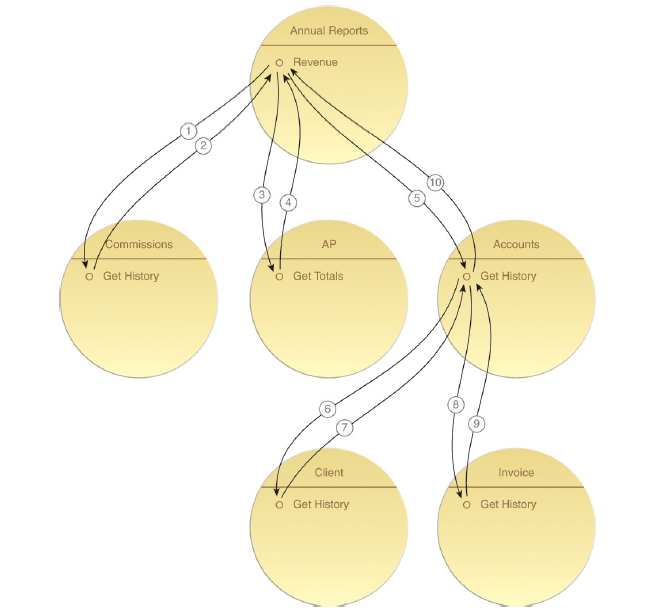 Annual Reports
Revenue
1
2
3
4
5
10
Commissions
Get History
AP
Get Totals
Accounts
Get History
6
7
8
9
Client
Get History
Invoice
Get History